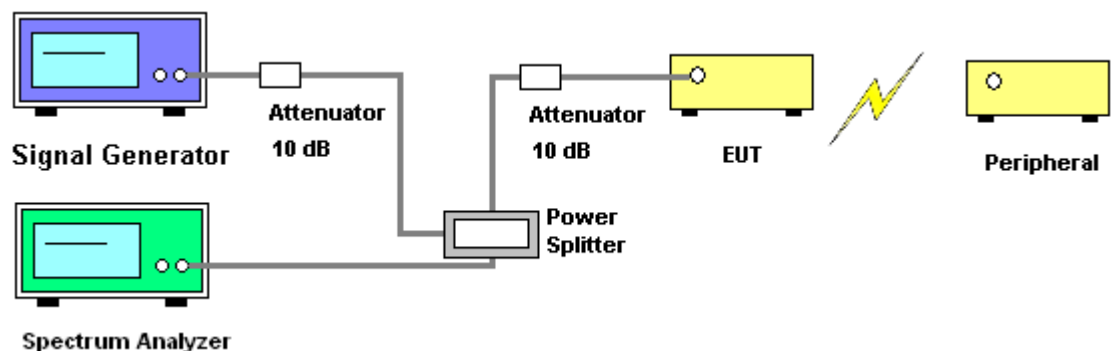 Signal Generator
Attenuator
10 dB
Attenuator
10 dB
EUT
Peripheral
Power
Splitter
Spectrum Analyzer